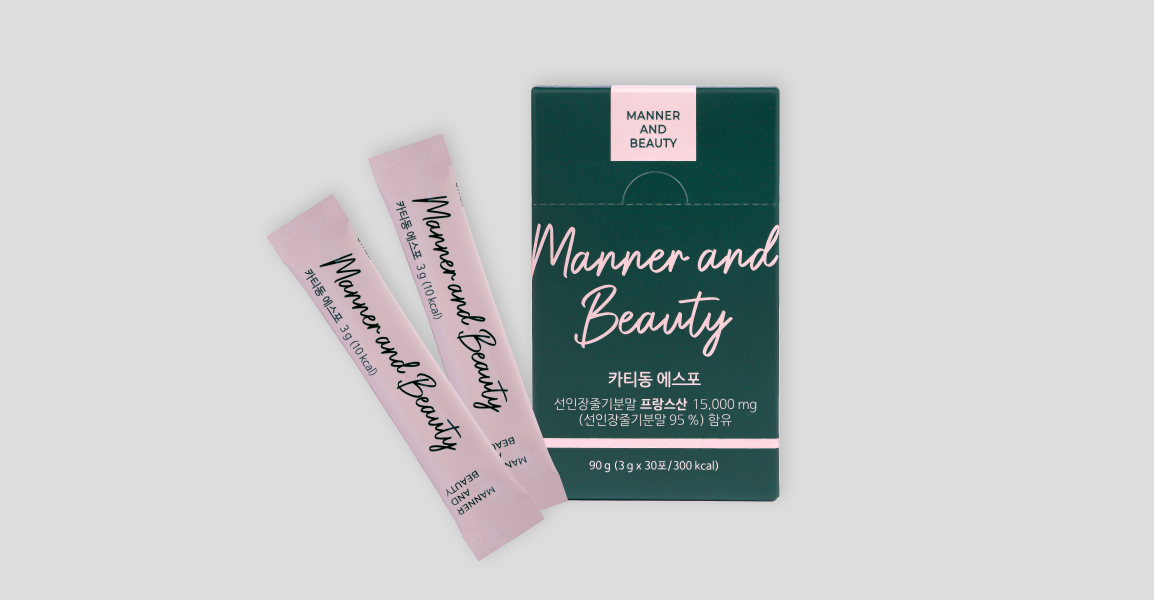 MANNER
AND
BEAUTY
Manner and
Beauty
카티동 에스포
선인장줄기분말 프랑스산 15,000 mg
(선인장줄기분말 95 %) 함유
90 g (3 g x 30포/300 kcal)
Manner and Beauty
카티동 에스포 3 g (10 kcal)
MANNER
AND
BEAUTY
Manner and Beauty
카티동 에스포 3 g (10 kcal)